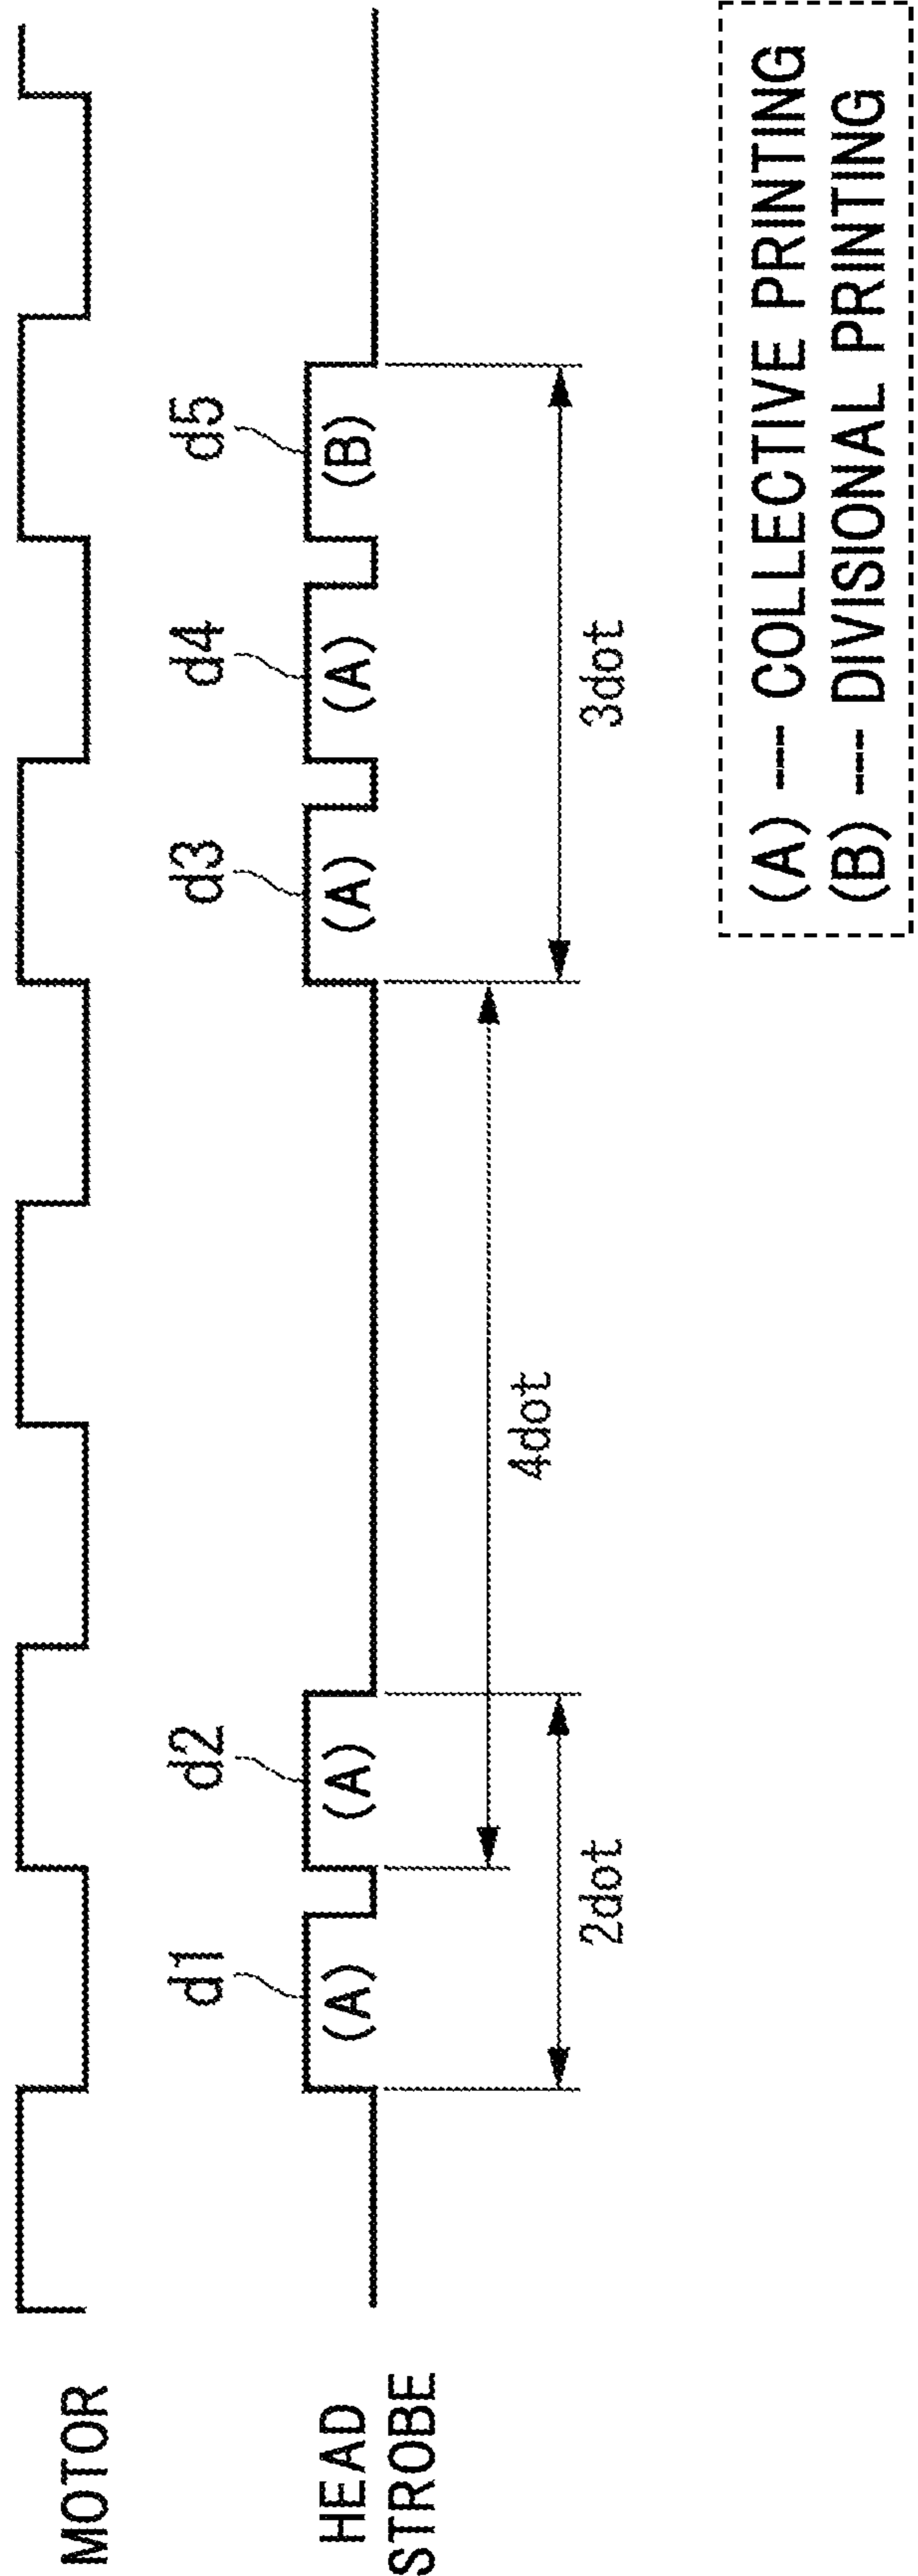 MOTOR
d1
d2
d3
d4
d5
HEAD
STROBE
(A)
(A)
(A)
(A)
(B)
4dot
2dot
3dot
(A) --- COLLECTIVE PRINTING
(B) --- DIVISIONAL PRINTING